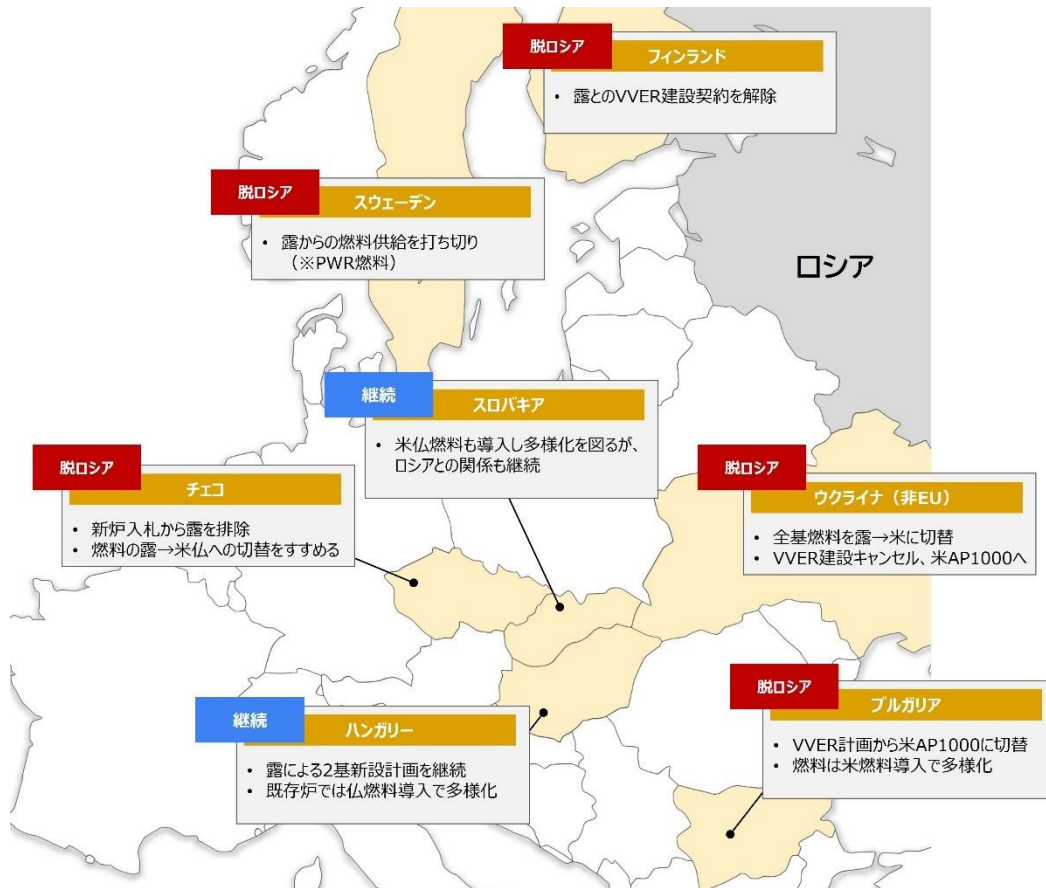 脱ロシア
フィンランド
• 露とのVVER建設契約を解除
脱ロシア
スウェーデン
• 露からの燃料供給を打ち切り
（※PWR燃料）
ロシア
継続
スロバキア
• 米仏燃料も導入し多様化を図るが、
ロシアとの関係も継続
脱ロシア
チェコ
• 新炉入札から露を排除
• 燃料の露→米仏への切替をすすめる
脱ロシア
ウクライナ（非EU）
• 全基燃料を露→米に切替
• VVER建設キャンセル、米AP1000へ
継続
ハンガリー
• 露による2基新設計画を継続
• 既存炉では仏燃料導入で多様化
脱ロシア
ブルガリア
• VVER計画から米AP1000に切替
• 燃料は米燃料導入で多様化